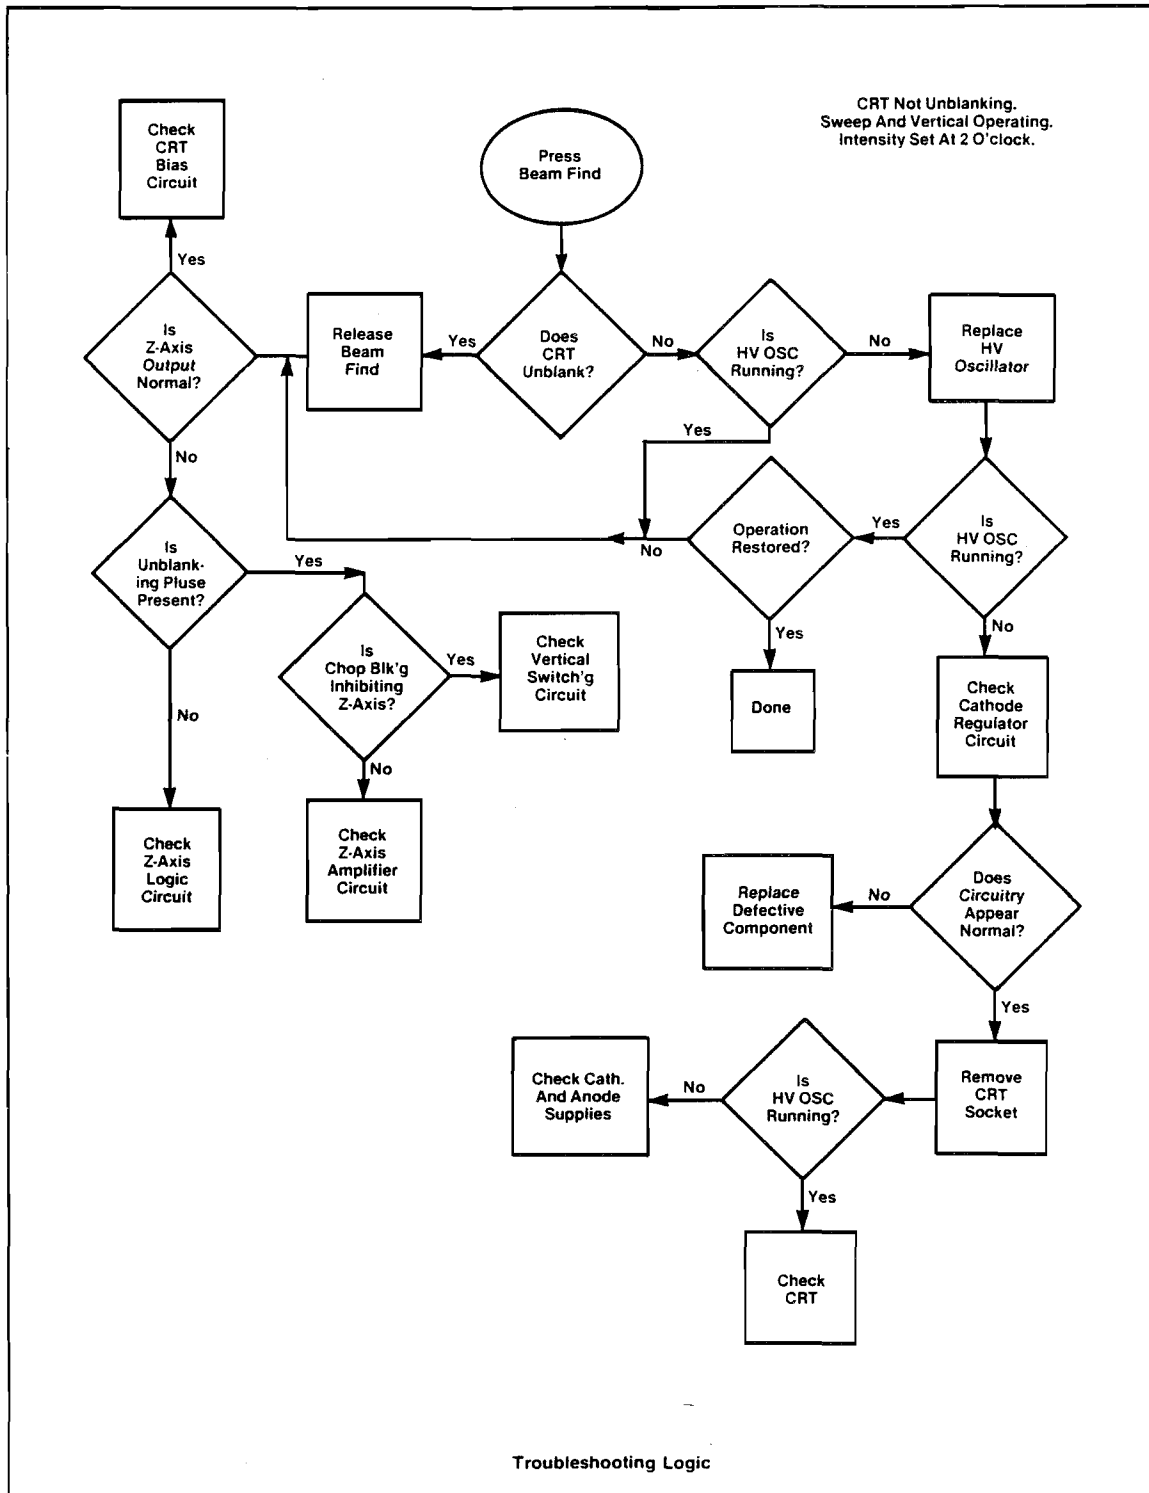 CRT Not Unblanking.
Sweep And Vertical Operating.
Intensity Set At 2 O'clock.
Check
CRT
Bias
Circuit
Press
Beam Find
Yes
Is
Z-Axis
Output
Normal?
Release
Beam
Find
Yes
Does
CRT
Unblank?
No
Is
HV OSC
Running?
No
Replace
HV
Oscillator
Yes
No
Is
Unblank-
ing Pluse
Present?
Yes
No
Operation
Restored?
Yes
Is
HV OSC
Running?
Yes
No
Is
Chop Blk'g
Inhibiting
Z-Axis?
Yes
Check
Vertical
Switch'g
Circuit
Done
Check
Cathode
Regulator
Circuit
No
No
Check
Z-Axis
Logic
Circuit
Check
Z-Axis
Amplifier
Circuit
Replace
Defective
Component
No
Does
Circuitry
Appear
Normal?
Yes
Check Cath.
And Anode
Supplies
No
Is
HV OSC
Running?
Remove
CRT
Socket
Yes
Check
CRT
Troubleshooting Logic